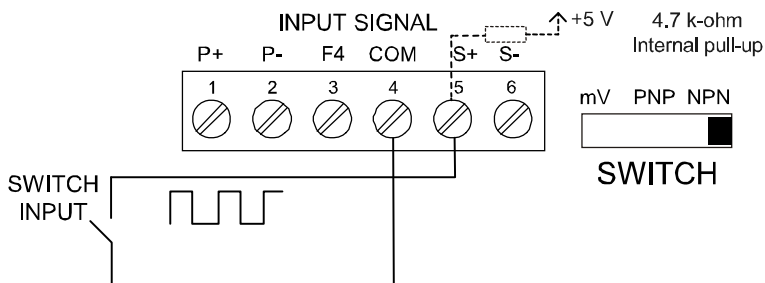 INPUT SIGNAL
+5 V
4.7 k-ohm
Internal pull-up
P+ P- F4 COM S+ S-
1 2 3 4 5 6
mV PNP NPN
SWITCH
SWITCH
INPUT